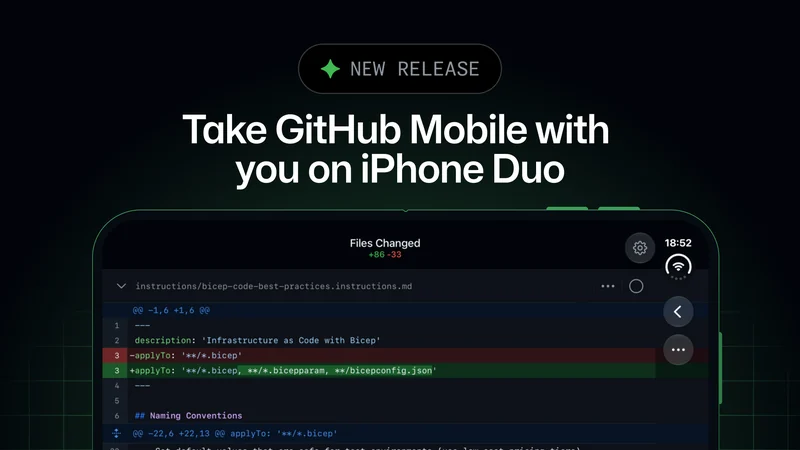 NEW RELEASE
Take GitHub Mobile with
you on iPhone Duo
Files Changed
+86 -33
18:52
instructions/bicep-code-best-practices.instructions.md
@@ -1,6 +1,6 @@
1 ---
2 description: 'Infrastructure as Code with Bicep'
3 -applyTo: '**/*.bicep'
3 +applyTo: '**/*.bicep, **/*.bicepparam, **/bicepconfig.json'
4 ---
5
6 ## Naming Conventions
@@ -22,6 +22,13 @@ applyTo: '**/*.bicep'